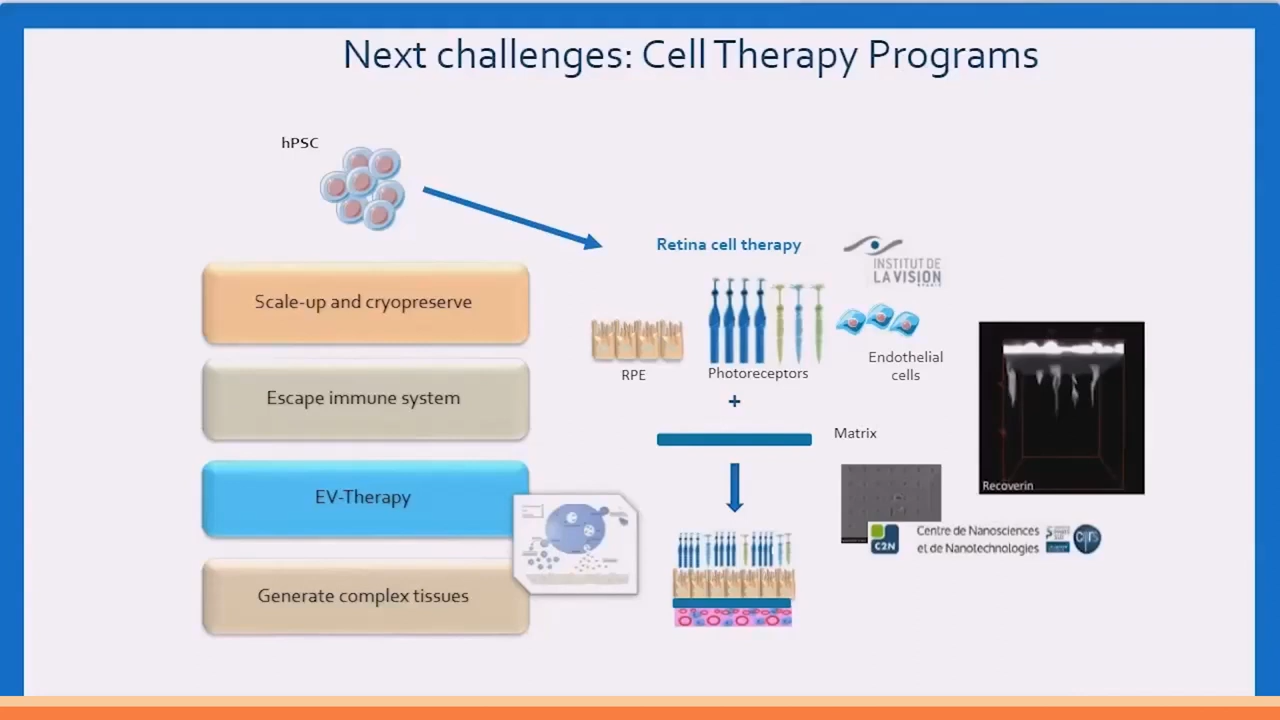 Next challenges: Cell Therapy Programs
hPSC
Scale-up and cryopreserve
Escape immune system
EV-Therapy
Generate complex tissues
Retina cell therapy
INSTITUT DE
LA VISION
RPE
Photoreceptors
Endothelial
cells
+
Matrix
Recoverin
C2N
Centre de Nanosciences
et de Nanotechnologies
cnrs